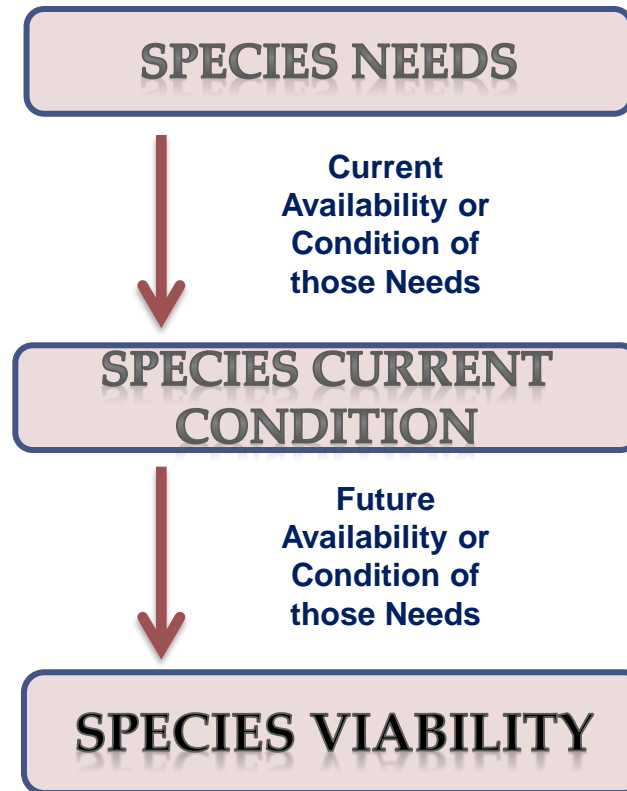 SPECIES NEEDS
Current
Availability or
Condition of
those Needs
SPECIES CURRENT
CONDITION
Future
Availability or
Condition of
those Needs
SPECIES VIABILITY